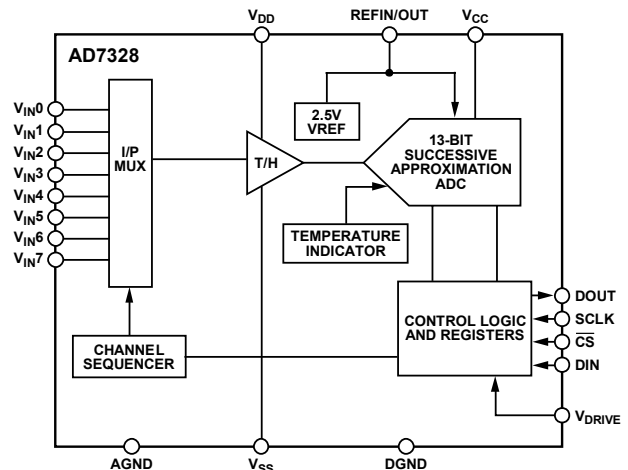 VDD
REFIN/OUT
VCC
AD7328
VIN0
VIN1
VIN2
VIN3
VIN4
VIN5
VIN6
VIN7
I/P
MUX
T/H
2.5V
VREF
13-BIT
SUCCESSIVE
APPROXIMATION
ADC
TEMPERATURE
INDICATOR
CHANNEL
SEQUENCER
CONTROL LOGIC
AND REGISTERS
DOUT
SCLK
CS
DIN
VDRIVE
AGND
VSS
DGND